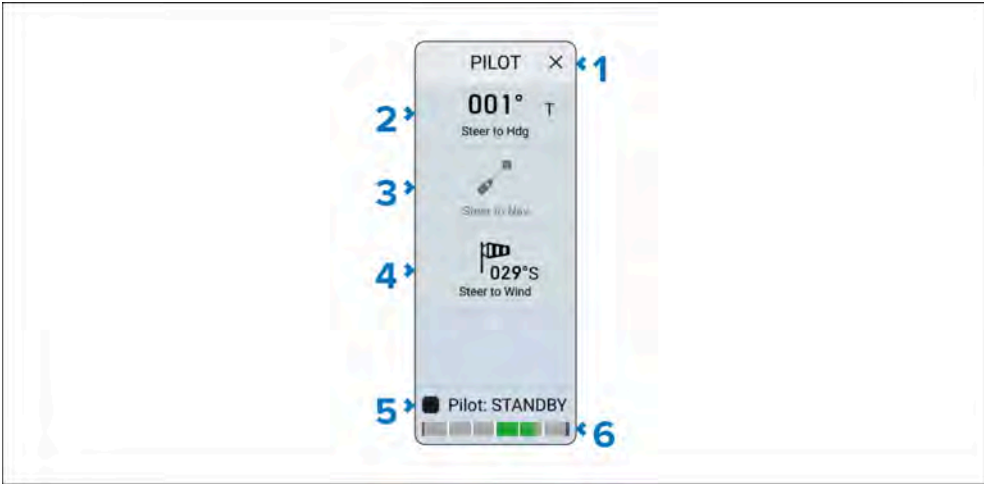 PILOT
1
2
001° T
Steer to Hdg
3
Steer to Nav
4
029°S
Steer to Wind
5
Pilot: STANDBY
6